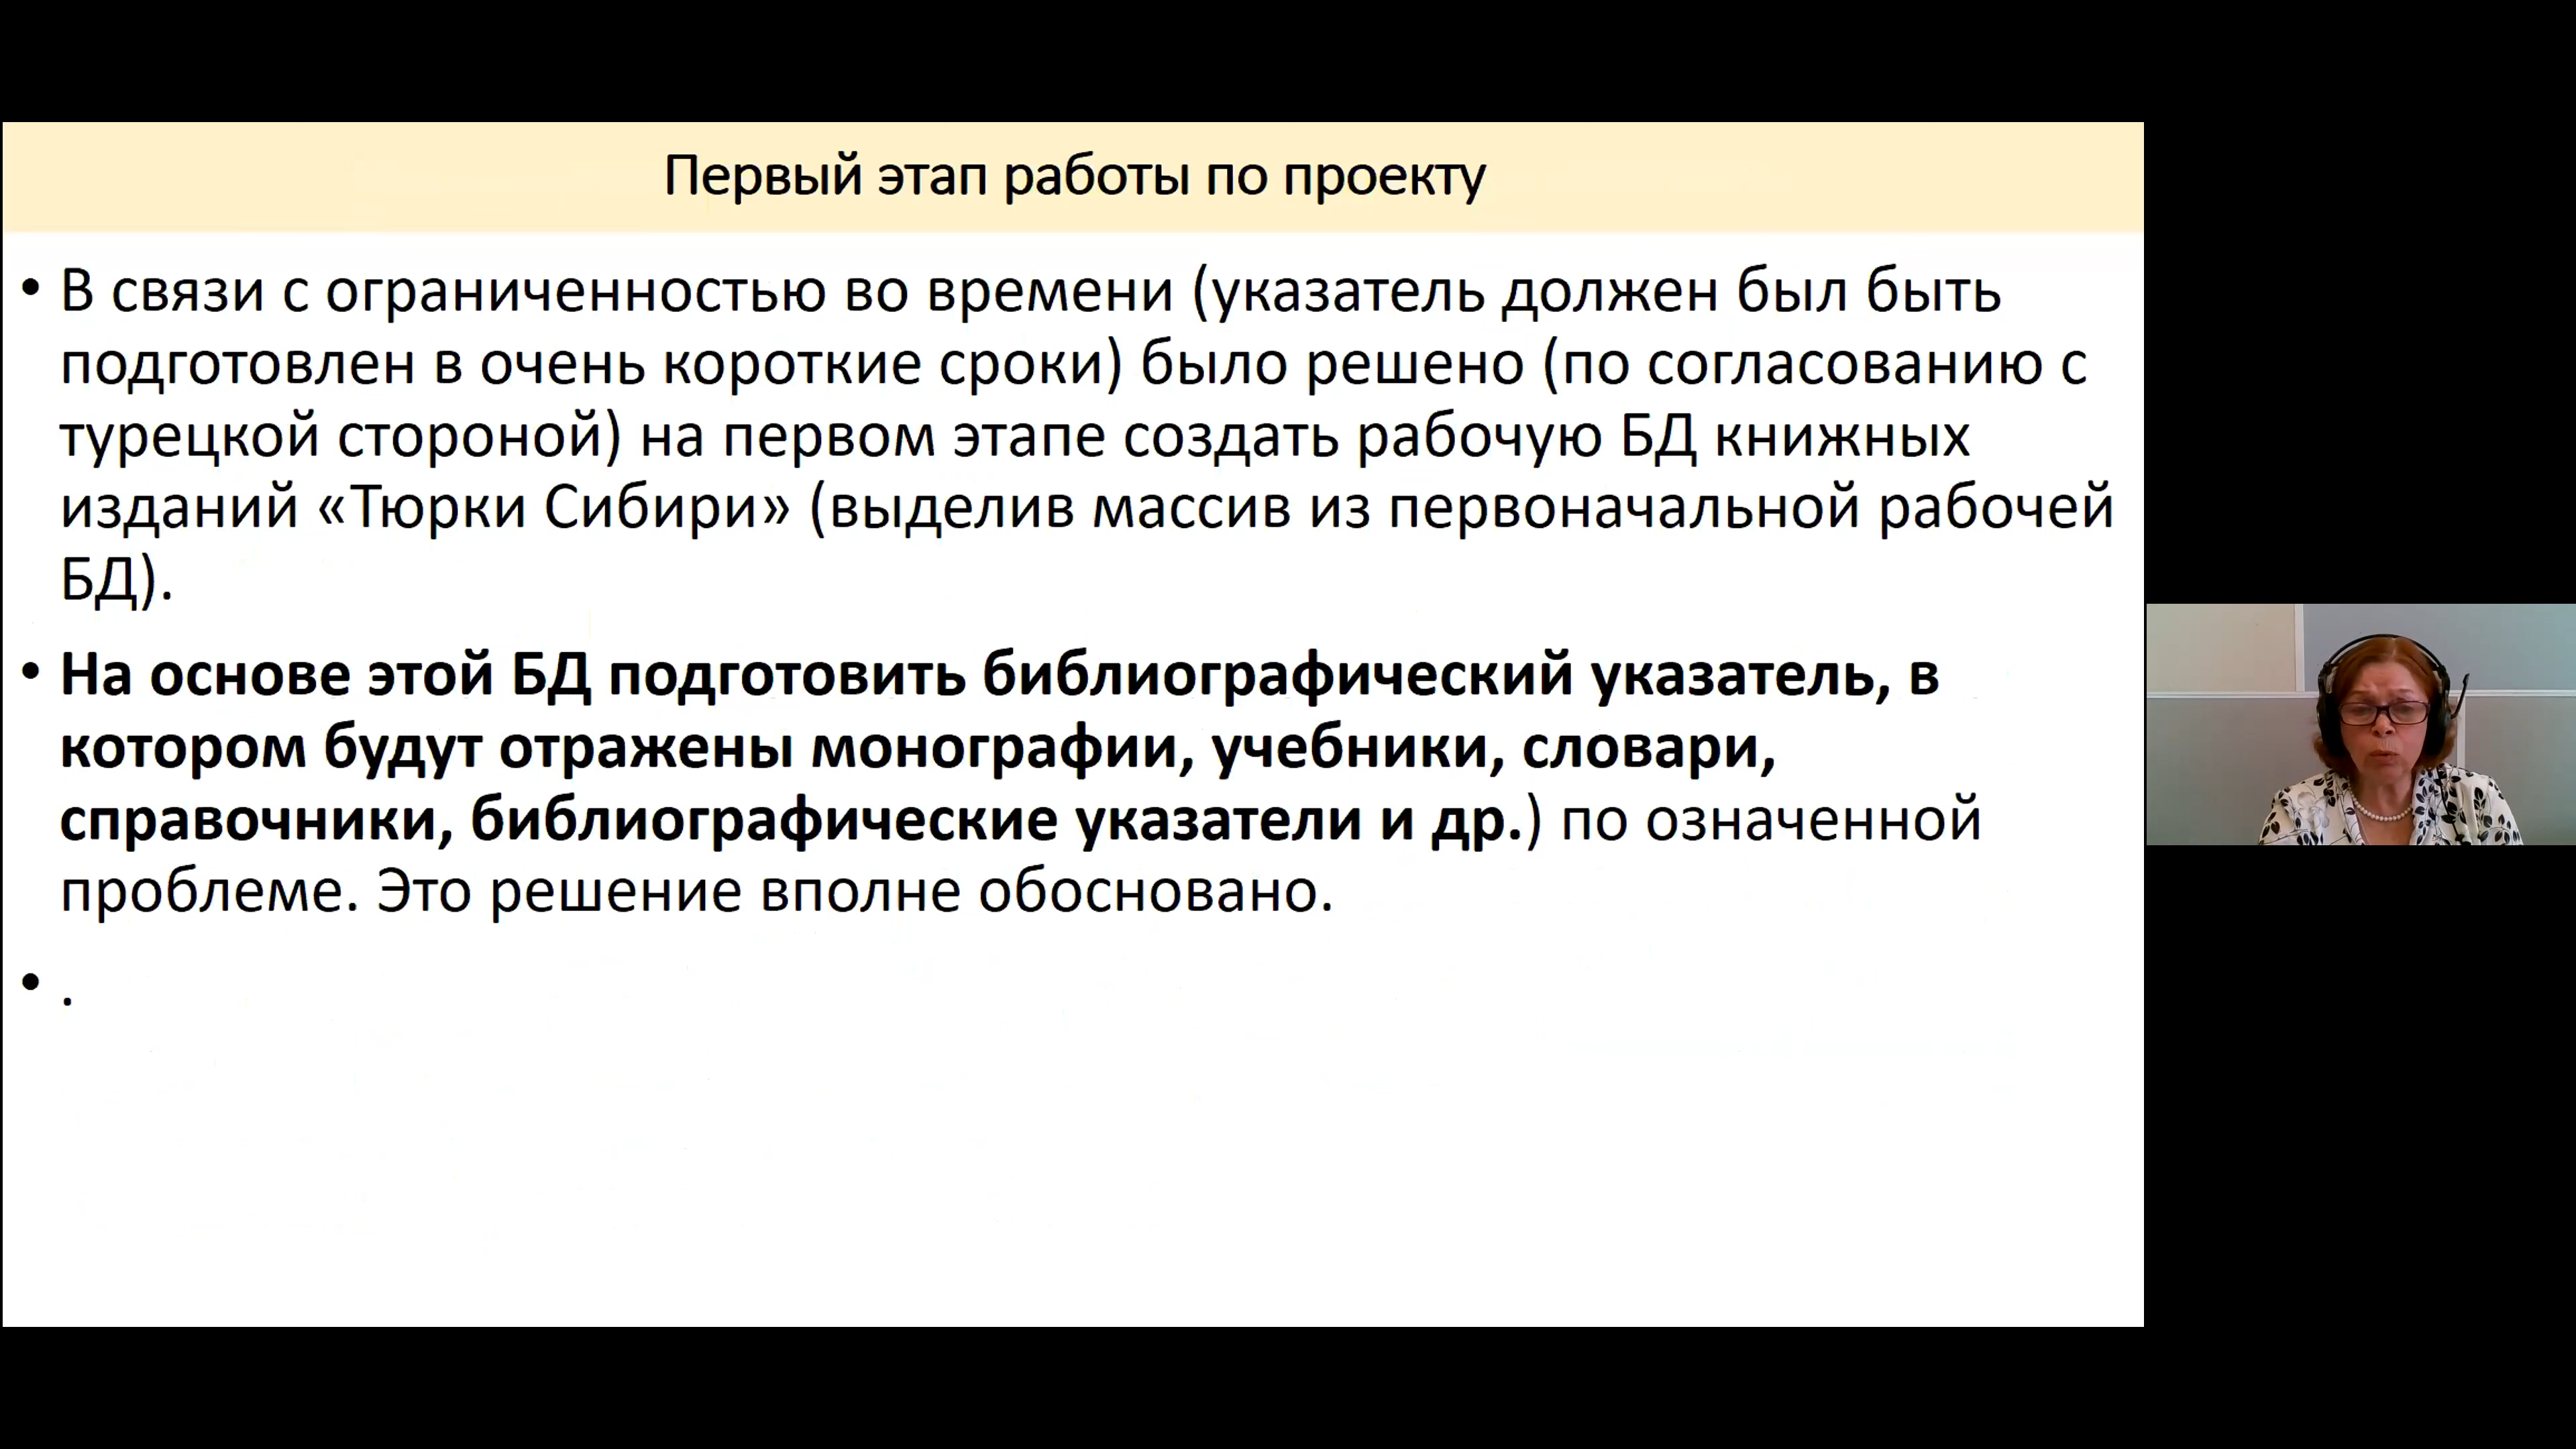 Первый этап работы по проекту
• В связи с ограниченностью во времени (указатель должен был быть
подготовлен в очень короткие сроки) было решено (по согласованию с
турецкой стороной) на первом этапе создать рабочую БД книжных
изданий «Тюрки Сибири» (выделив массив из первоначальной рабочей
БД).
• На основе этой БД подготовить библиографический указатель, в
котором будут отражены монографии, учебники, словари,
справочники, библиографические указатели и др.) по означенной
проблеме. Это решение вполне обосновано.
• .